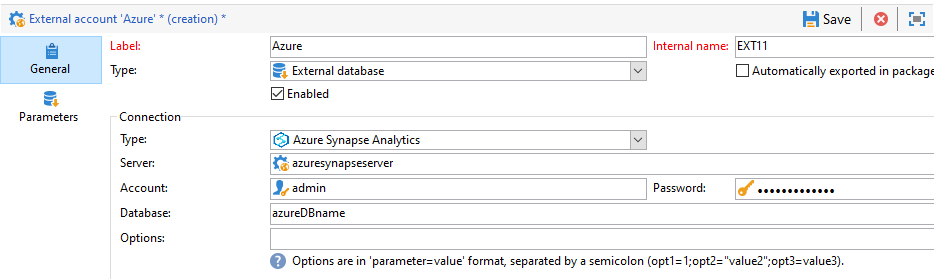 External account 'Azure' * (creation) *
Save
General
Parameters
Label: Azure Internal name: EXT11
Type: External database Automatically exported in package
Enabled
Connection
Type: Azure Synapse Analytics
Server: azuresynapseserver
Account: admin Password: •••••••••••••
Database: azureDBname
Options:
? Options are in 'parameter=value' format, separated by a semicolon (opt1=1;opt2="value2";opt3=value3).